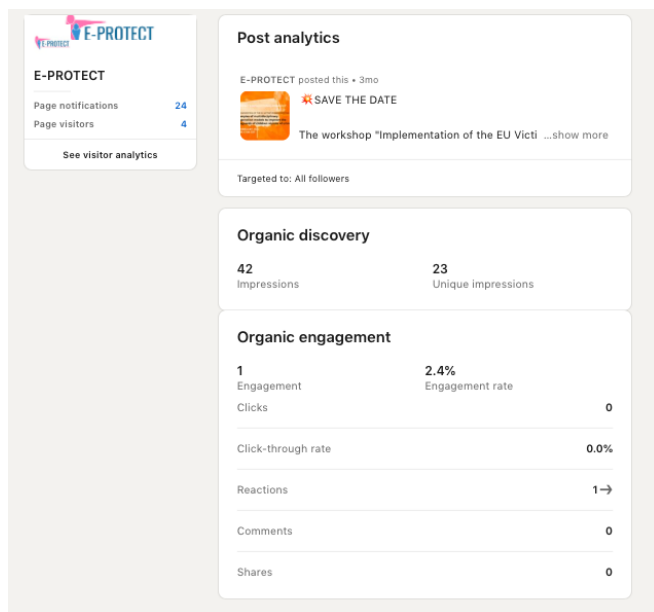 E-PROTECT
E-PROTECT
E-PROTECT
Page notifications 24
Page visitors 4
See visitor analytics
Post analytics
E-PROTECT posted this • 3mo
💥SAVE THE DATE
The workshop "Implementation of the EU Victi ...show more
Targeted to: All followers
Organic discovery
42 23
Impressions Unique impressions
Organic engagement
1 2.4%
Engagement Engagement rate
Clicks 0
Click-through rate 0.0%
Reactions 1→
Comments 0
Shares 0